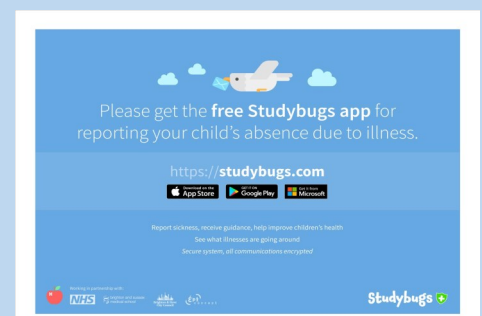 Please get the free Studybugs app for
reporting your child's absence due to illness.
https://studybugs.com
Download on the
App Store
GET IT ON
Google Play
Get it from
Microsoft
Report sickness, receive guidance, help improve children's health
See what illnesses are going around
Secure system, all communications encrypted
Working in partnership with:
NHS
Studybugs